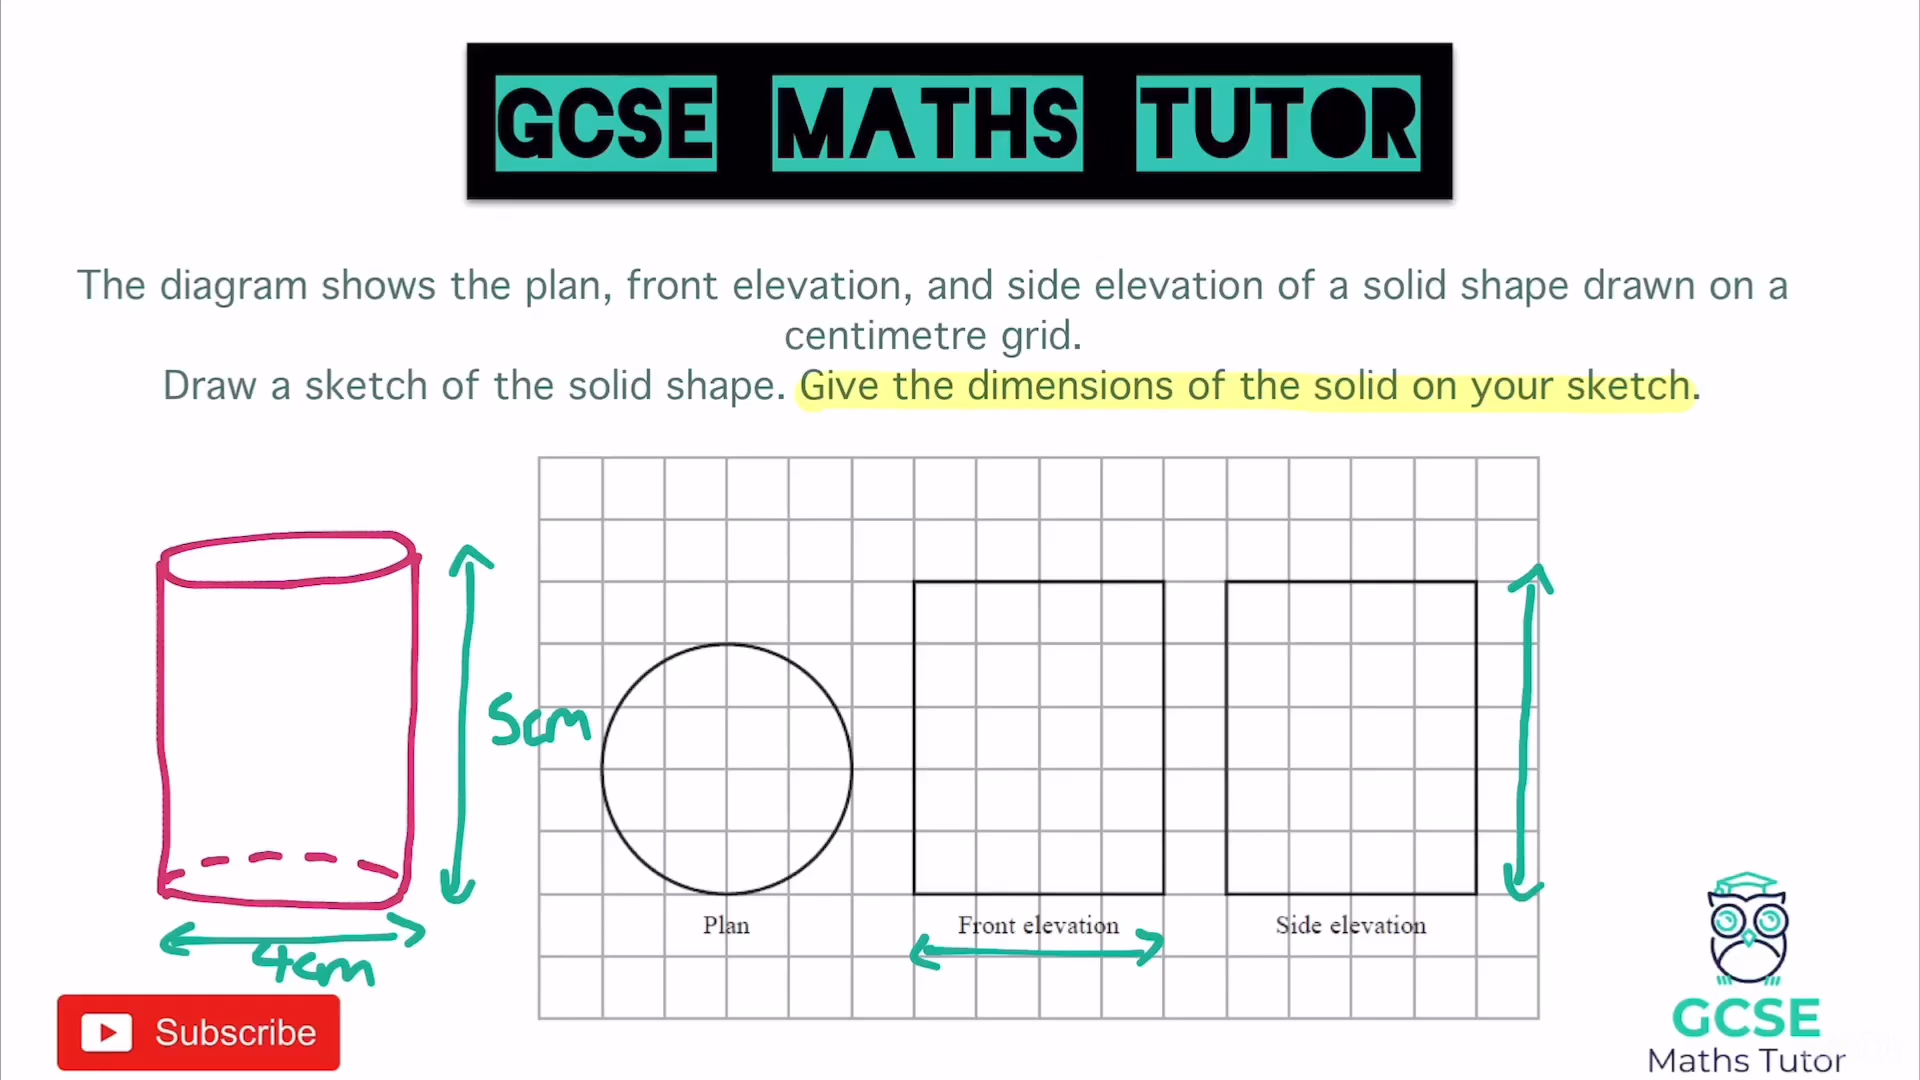 GCSE MATHS TUTOR
The diagram shows the plan, front elevation, and side elevation of a solid shape drawn on a
centimetre grid.
Draw a sketch of the solid shape. Give the dimensions of the solid on your sketch.
5cm
Plan
Front elevation
Side elevation
4cm
Subscribe
GCSE
Maths Tutor